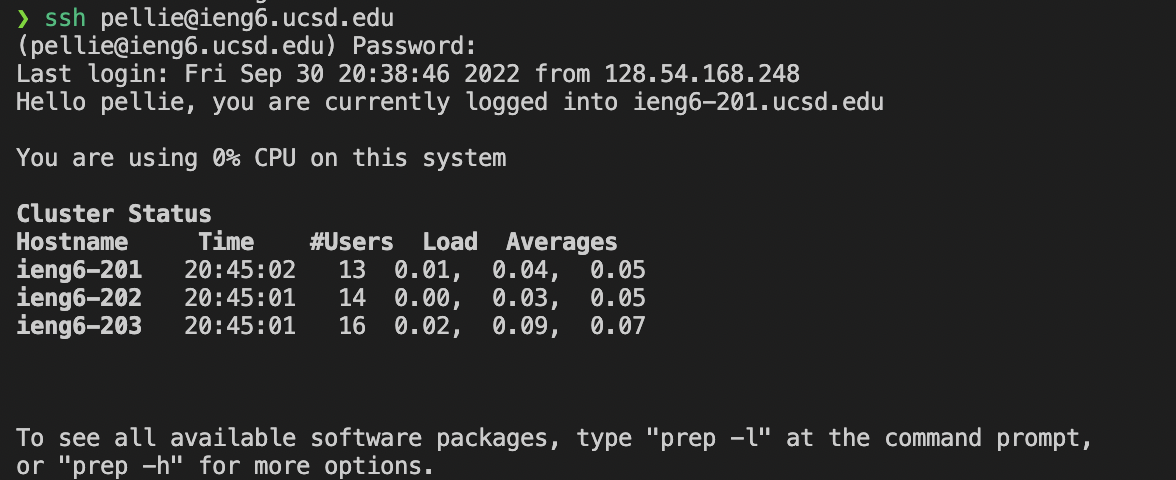 ❯ ssh pellie@ieng6.ucsd.edu
(pellie@ieng6.ucsd.edu) Password:
Last login: Fri Sep 30 20:38:46 2022 from 128.54.168.248
Hello pellie, you are currently logged into ieng6-201.ucsd.edu
You are using 0% CPU on this system
Cluster Status
Hostname     Time    #Users  Load  Averages
ieng6-201   20:45:02   13  0.01,  0.04,  0.05
ieng6-202   20:45:01   14  0.00,  0.03,  0.05
ieng6-203   20:45:01   16  0.02,  0.09,  0.07
To see all available software packages, type "prep -l" at the command prompt,
or "prep -h" for more options.